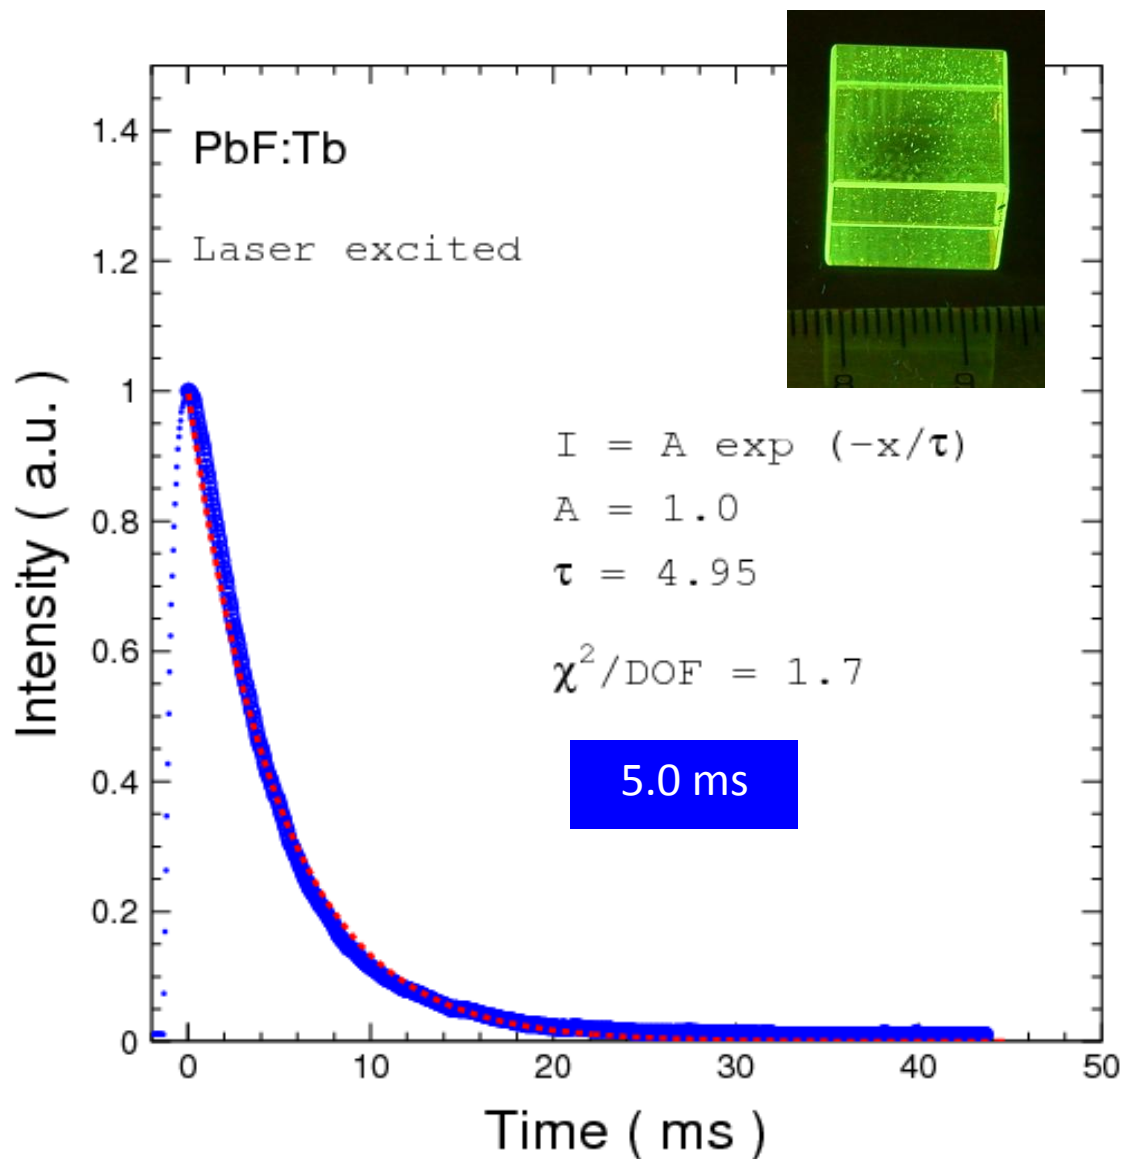 PbF:Tb
Laser excited
1.4
1.2
1
0.8
0.6
0.4
0.2
0
Intensity ( a.u. )
8 9
I = A exp (−x/τ)
A = 1.0
τ = 4.95
χ²/DOF = 1.7
5.0 ms
0 10 20 30 40 50
Time ( ms )